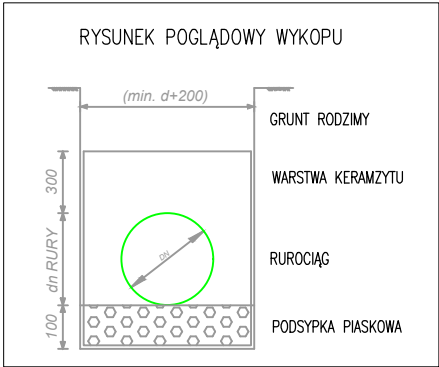 RYSUNEK POGLĄDOWY WYKOPU
(min. d+200)
GRUNT RODZIMY
300
WARSTWA KERAMZYTU
dn RURY
DN
RUROCIĄG
100
PODSYPKA PIASKOWA